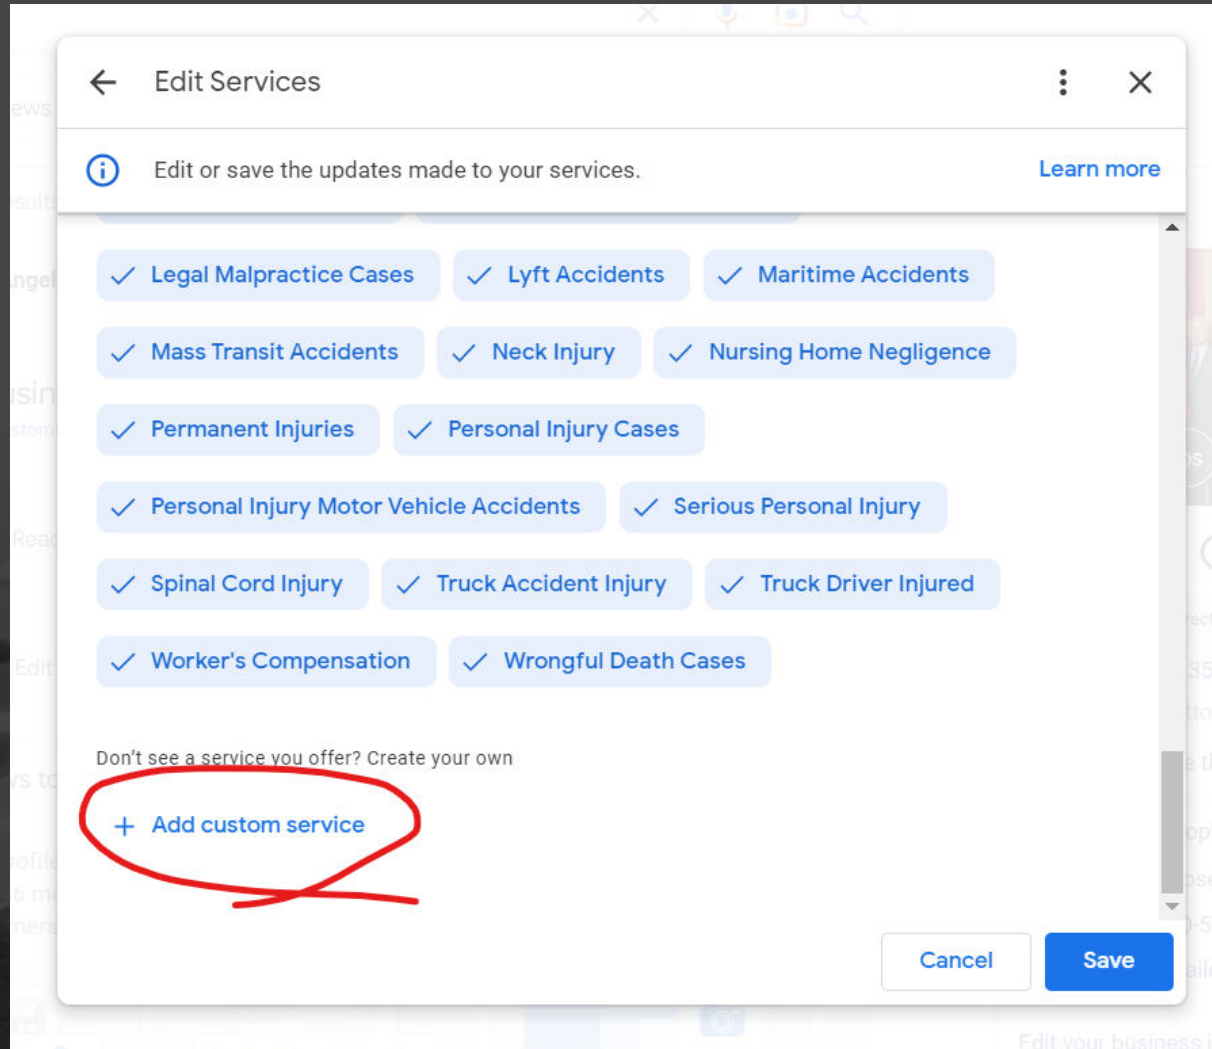 Edit Services
Edit or save the updates made to your services.
Learn more
Legal Malpractice Cases
Lyft Accidents
Maritime Accidents
Mass Transit Accidents
Neck Injury
Nursing Home Negligence
Permanent Injuries
Personal Injury Cases
Personal Injury Motor Vehicle Accidents
Serious Personal Injury
Spinal Cord Injury
Truck Accident Injury
Truck Driver Injured
Worker's Compensation
Wrongful Death Cases
Don't see a service you offer? Create your own
+ Add custom service
Cancel
Save
Edit your business